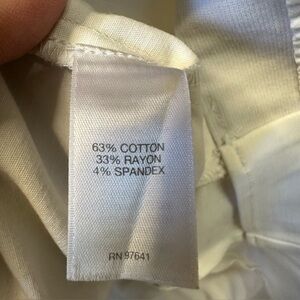 63% COTTON
33% RAYON
4% SPANDEX
RN 97641